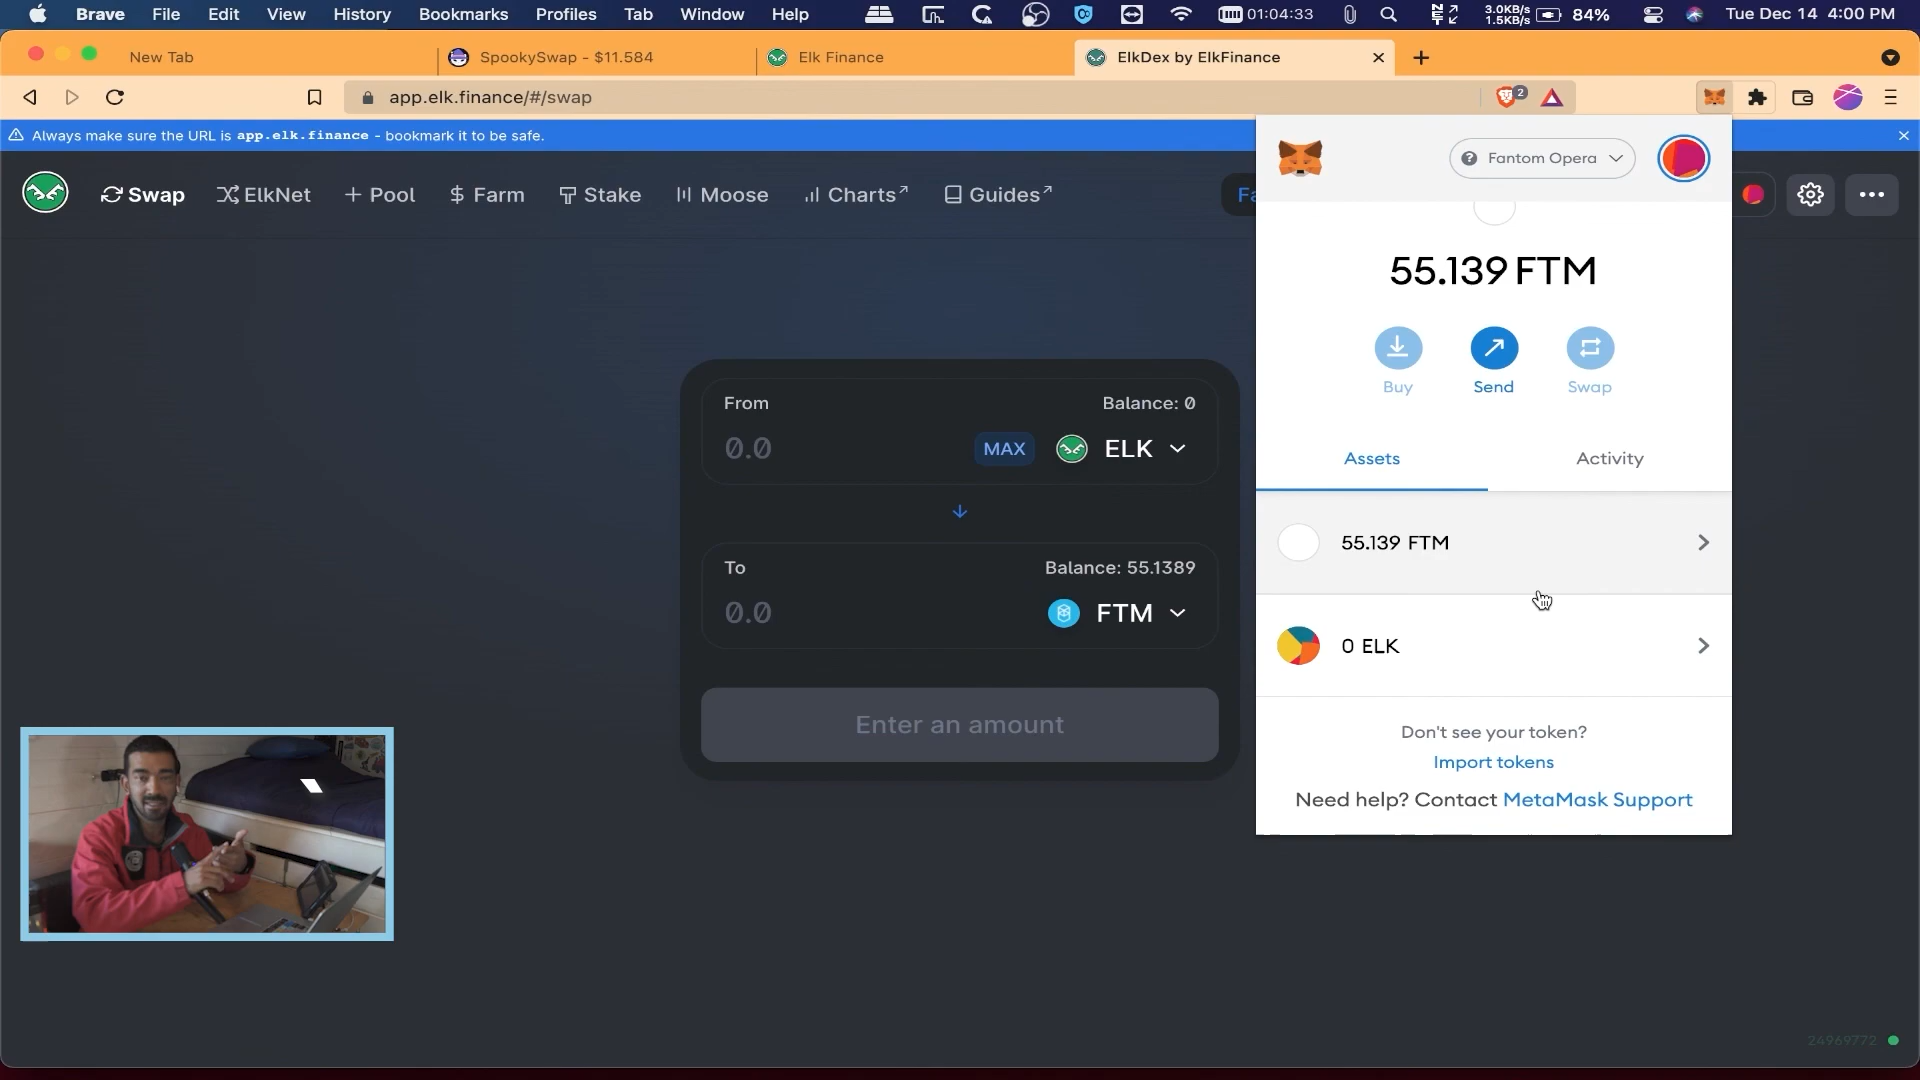 Brave File Edit View History Bookmarks Profiles Tab Window Help 01:04:33 3.0KB/s 1.5KB/s 84% Tue Dec 14 4:00 PM
New Tab SpookySwap - $11.584 Elk Finance ElkDex by ElkFinance
app.elk.finance/#/swap 2
Always make sure the URL is app.elk.finance - bookmark it to be safe.
Swap ElkNet + Pool $ Farm Stake Moose Charts↗ Guides↗ Fa
Fantom Opera
55.139 FTM
Buy Send Swap
Assets Activity
55.139 FTM
0 ELK
Don't see your token?
Import tokens
Need help? Contact MetaMask Support
From Balance: 0
0.0 MAX ELK
To Balance: 55.1389
0.0 FTM
Enter an amount
24969772